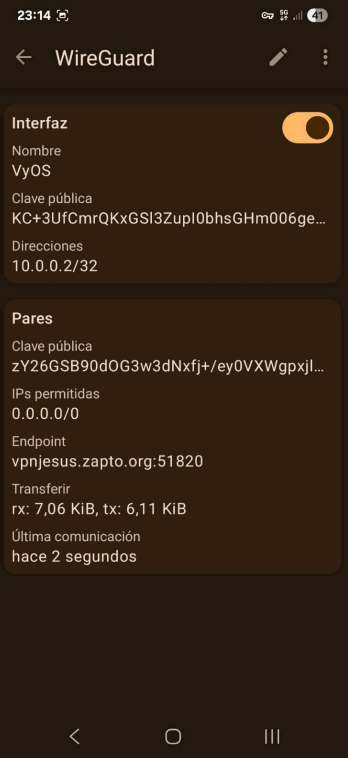 23:14
5G
41
WireGuard
Interfaz
Nombre
VyOS
Clave pública
KC+3UfCmrQKxGSl3ZupI0bhsGHm006ge...
Direcciones
10.0.0.2/32
Pares
Clave pública
zY26GSB90dOG3w3dNxfj+/ey0VXWgpxjl...
IPs permitidas
0.0.0.0/0
Endpoint
vpnjesus.zapto.org:51820
Transferir
rx: 7,06 KiB, tx: 6,11 KiB
Última comunicación
hace 2 segundos